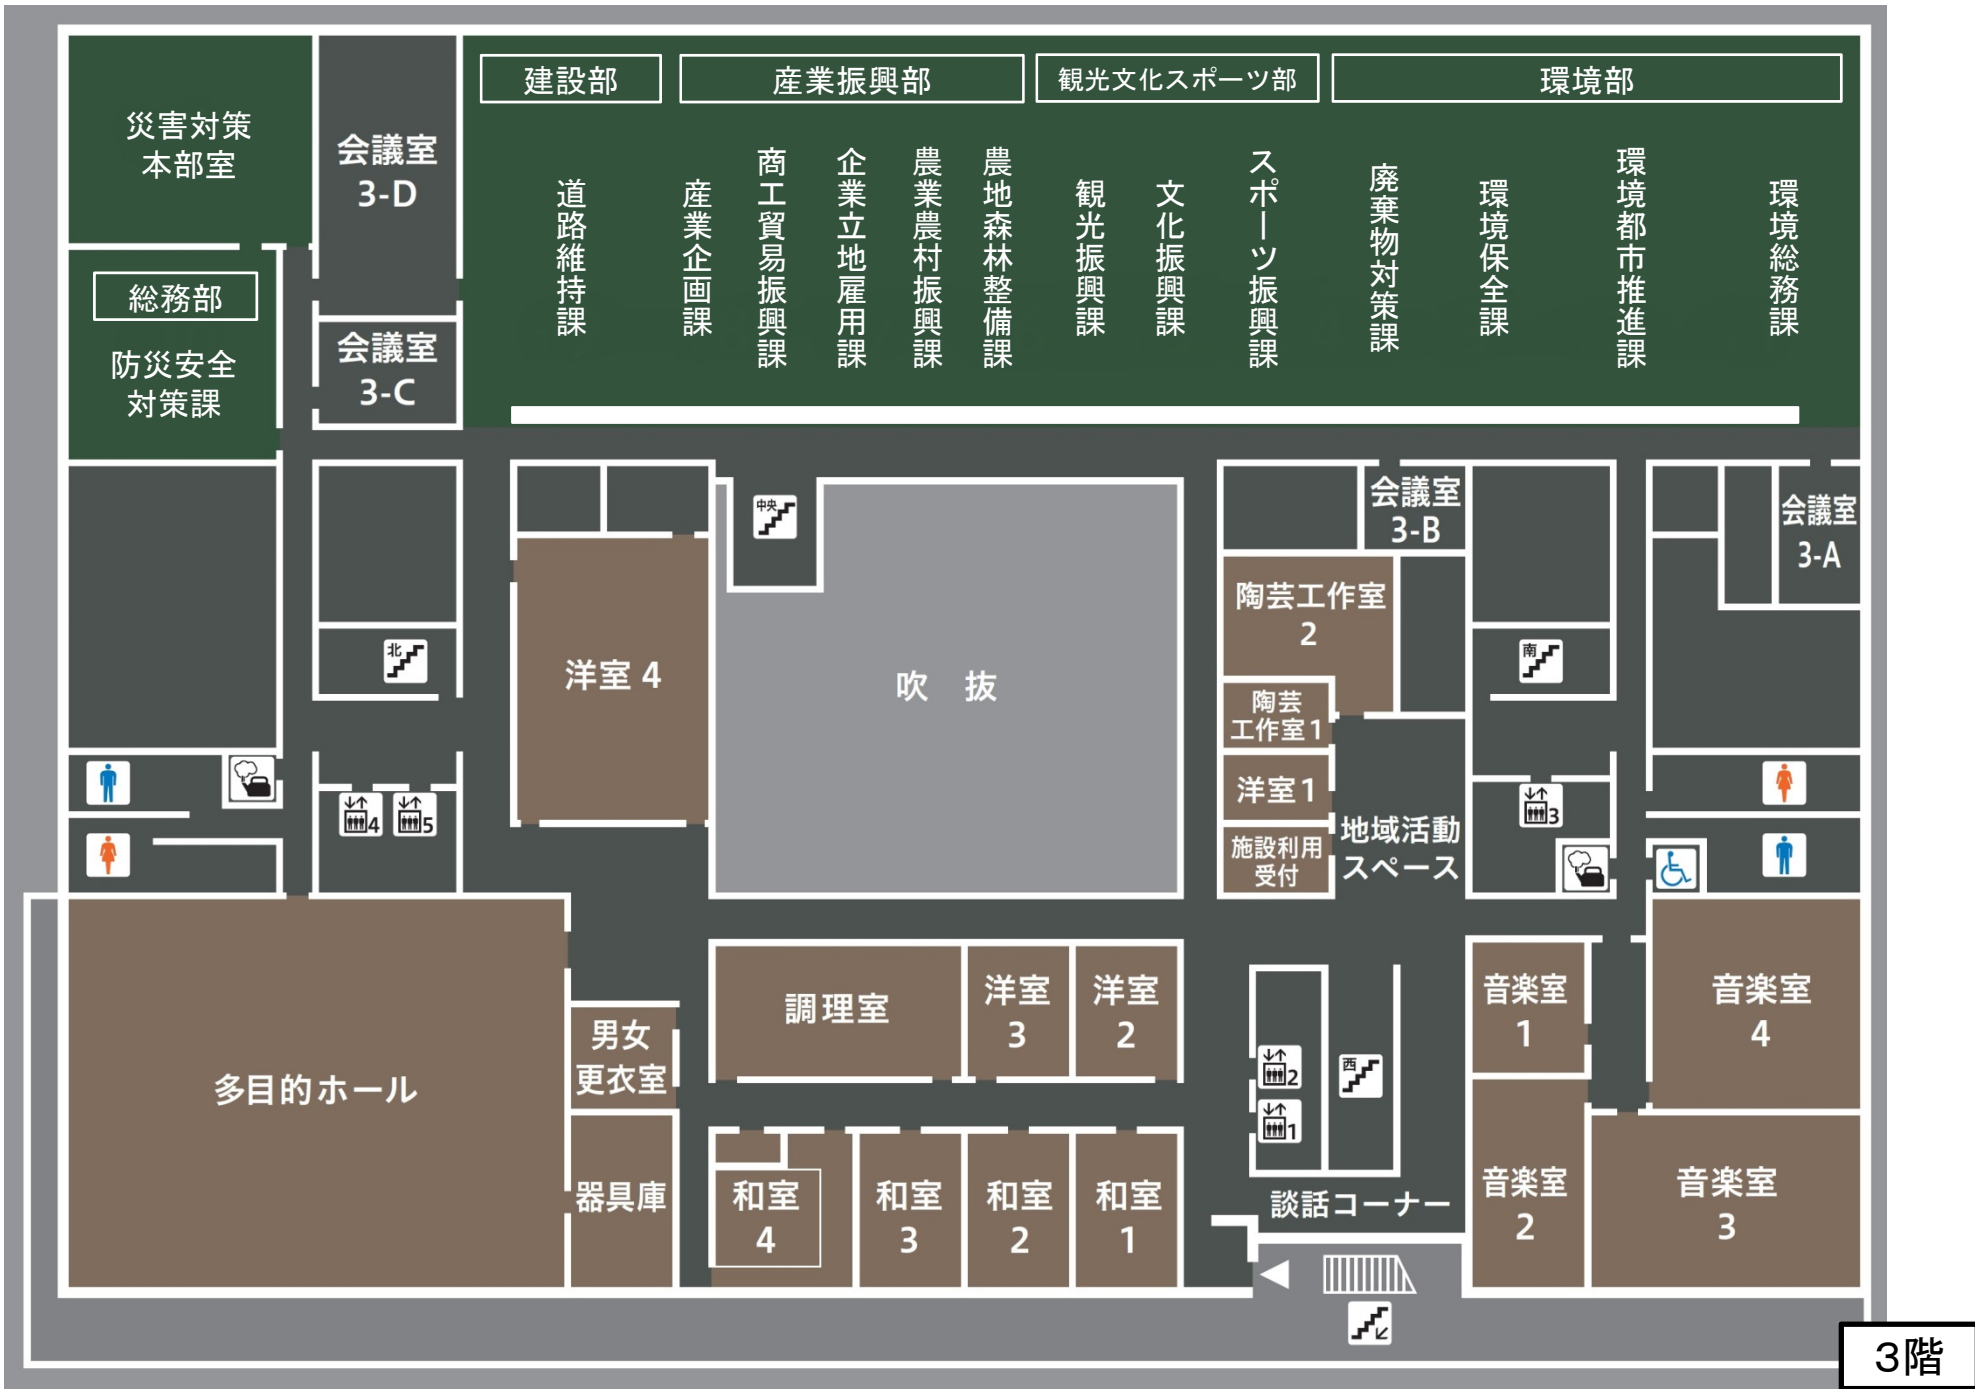 建設部
産業振興部
観光文化スポーツ部
環境部
災害対策
本部室
会議室
3-D
道路維持課
産業企画課
商工貿易振興課
企業立地雇用課
農業農村振興課
農地森林整備課
観光振興課
文化振興課
スポーツ振興課
廃棄物対策課
環境保全課
環境都市推進課
環境総務課
総務部
防災安全
対策課
会議室
3-C
中央
会議室
3-B
会議室
3-A
陶芸工作室
2
北
洋室 4
吹 抜
南
陶芸
工作室1
洋室1
4
5
地域活動
スペース
3
施設利用
受付
調理室
洋室
3
洋室
2
音楽室
1
音楽室
4
男女
更衣室
多目的ホール
2
西
1
器具庫
和室
4
和室
3
和室
2
和室
1
談話コーナー
音楽室
2
音楽室
3
3階